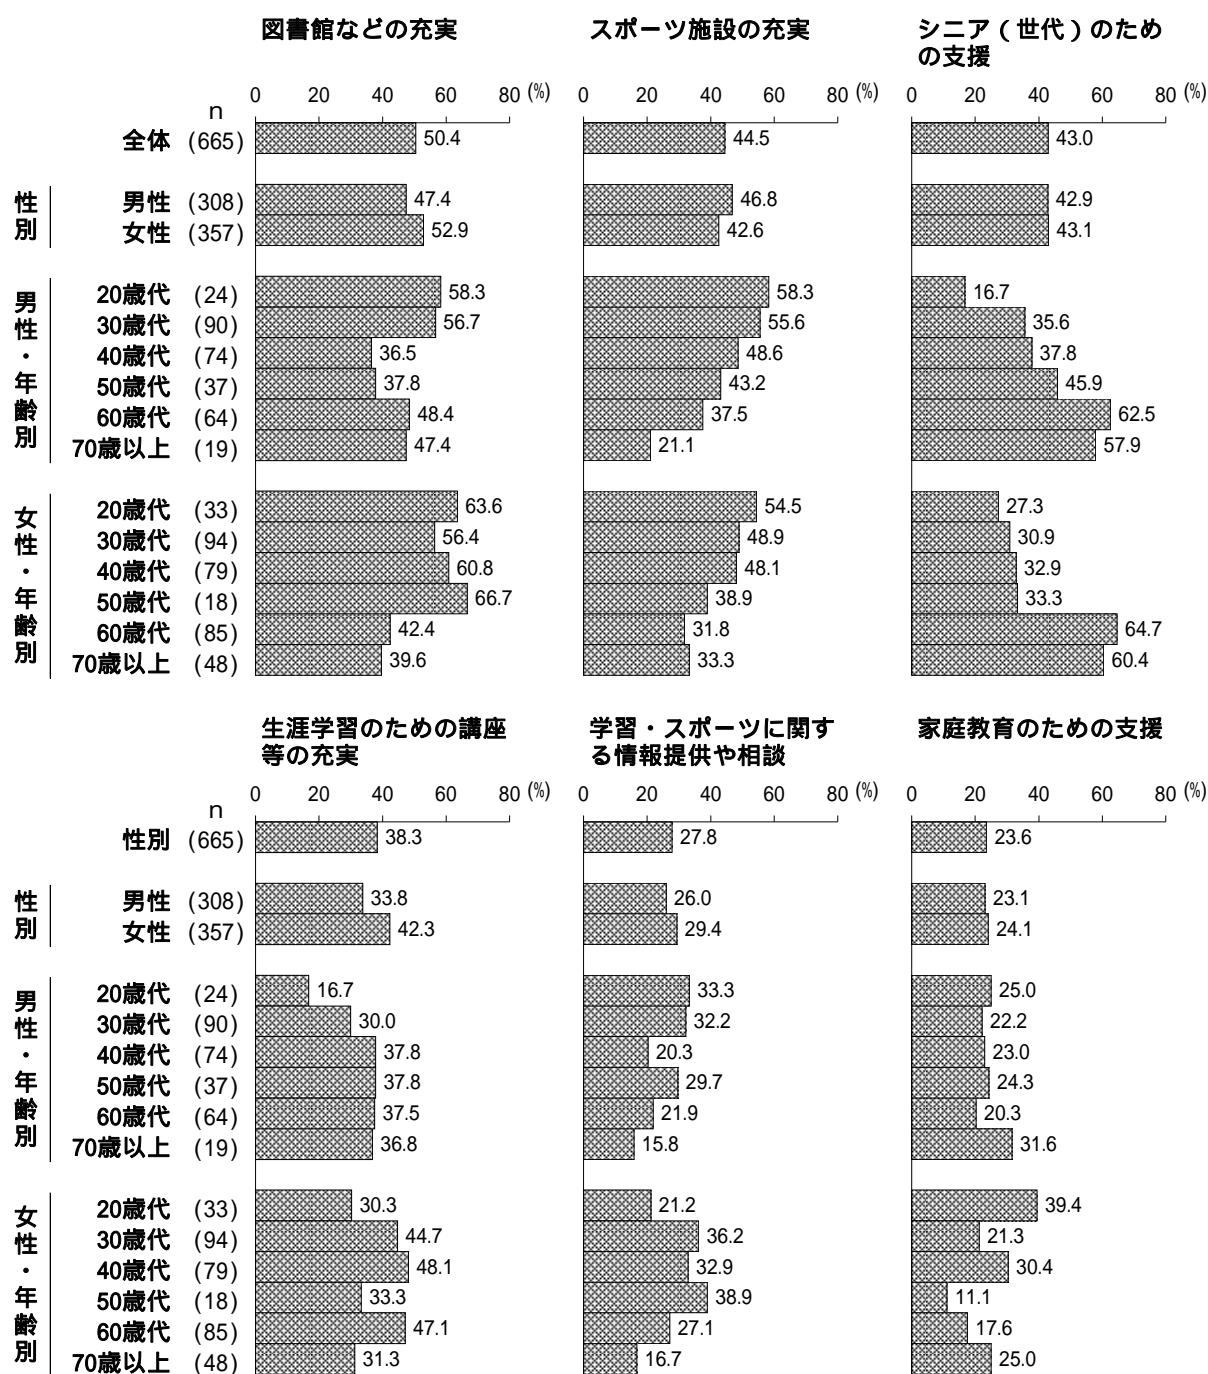 図書館などの充実 スポーツ施設の充実 シニア（世代）のため
の支援
n 0 20 40 60 80 (%) 0 20 40 60 80 (%) 0 20 40 60 80 (%)
全体 (665) 50.4 44.5 43.0
性別
男性 (308) 47.4 46.8 42.9
女性 (357) 52.9 42.6 43.1
男性・年齢別
20歳代 (24) 58.3 58.3 16.7
30歳代 (90) 56.7 55.6 35.6
40歳代 (74) 36.5 48.6 37.8
50歳代 (37) 37.8 43.2 45.9
60歳代 (64) 48.4 37.5 62.5
70歳以上 (19) 47.4 21.1 57.9
女性・年齢別
20歳代 (33) 63.6 54.5 27.3
30歳代 (94) 56.4 48.9 30.9
40歳代 (79) 60.8 48.1 32.9
50歳代 (18) 66.7 38.9 33.3
60歳代 (85) 42.4 31.8 64.7
70歳以上 (48) 39.6 33.3 60.4
生涯学習のための講座 学習・スポーツに関す 家庭教育のための支援
等の充実 る情報提供や相談
n 0 20 40 60 80 (%) 0 20 40 60 80 (%) 0 20 40 60 80 (%)
性別 (665) 38.3 27.8 23.6
性別
男性 (308) 33.8 26.0 23.1
女性 (357) 42.3 29.4 24.1
男性・年齢別
20歳代 (24) 16.7 33.3 25.0
30歳代 (90) 30.0 32.2 22.2
40歳代 (74) 37.8 20.3 23.0
50歳代 (37) 37.8 29.7 24.3
60歳代 (64) 37.5 21.9 20.3
70歳以上 (19) 36.8 15.8 31.6
女性・年齢別
20歳代 (33) 30.3 21.2 39.4
30歳代 (94) 44.7 36.2 21.3
40歳代 (79) 48.1 32.9 30.4
50歳代 (18) 33.3 38.9 11.1
60歳代 (85) 47.1 27.1 17.6
70歳以上 (48) 31.3 16.7 25.0